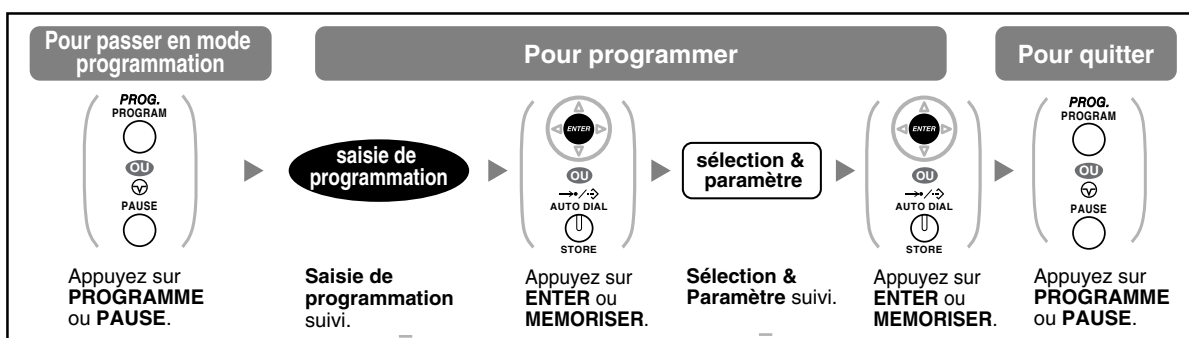 Pour passer en mode
programmation
Pour programmer
Pour quitter
PROG.
PROGRAM
OU
PAUSE
saisie de
programmation
ENTER
OU
AUTO DIAL
STORE
sélection &
paramètre
ENTER
OU
AUTO DIAL
STORE
PROG.
PROGRAM
OU
PAUSE
Appuyez sur
PROGRAMME
ou PAUSE.
Saisie de
programmation
suivi.
Appuyez sur
ENTER ou
MEMORISER.
Sélection &
Paramètre suivi.
Appuyez sur
ENTER ou
MEMORISER.
Appuyez sur
PROGRAMME
ou PAUSE.